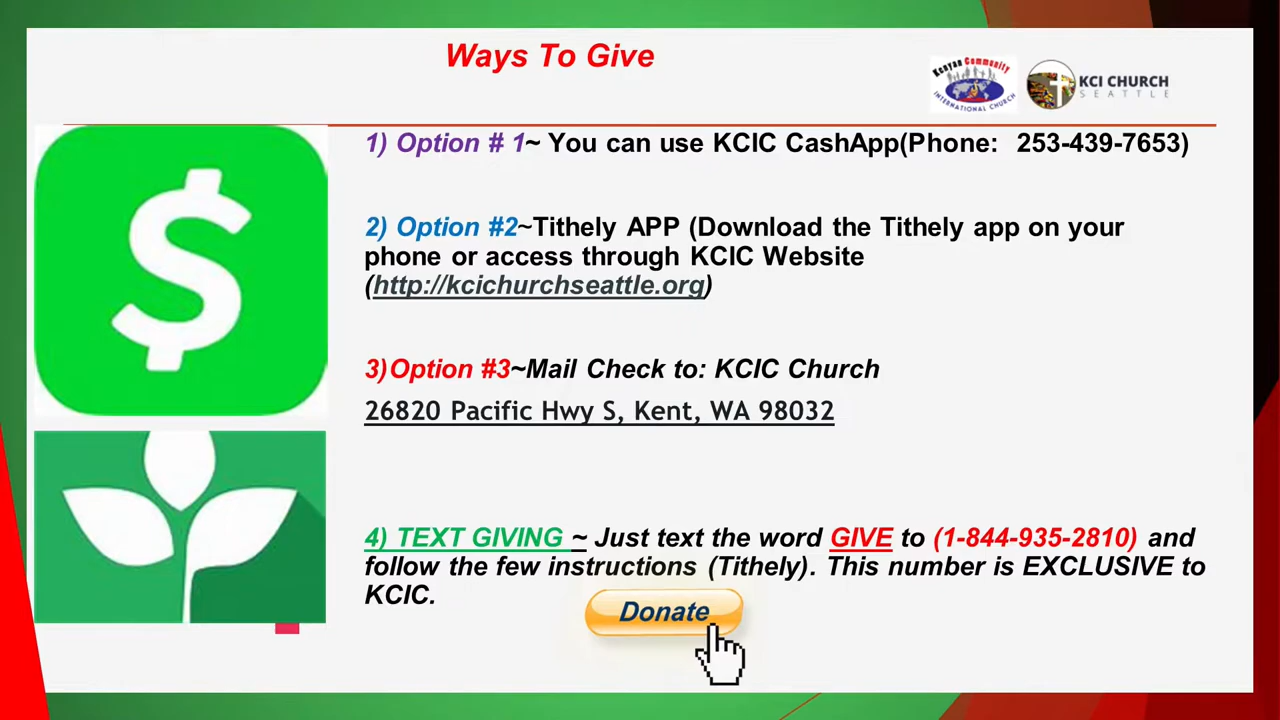 Ways To Give
Kenyan Community
INTERNATIONAL CHURCH
KCI CHURCH
SEATTLE
1) Option # 1~ You can use KCIC CashApp(Phone: 253-439-7653)
2) Option #2~Tithely APP (Download the Tithely app on your
phone or access through KCIC Website
(http://kcichurchseattle.org)
3)Option #3~Mail Check to: KCIC Church
26820 Pacific Hwy S, Kent, WA 98032
4) TEXT GIVING ~ Just text the word GIVE to (1-844-935-2810) and
follow the few instructions (Tithely). This number is EXCLUSIVE to
KCIC.
Donate